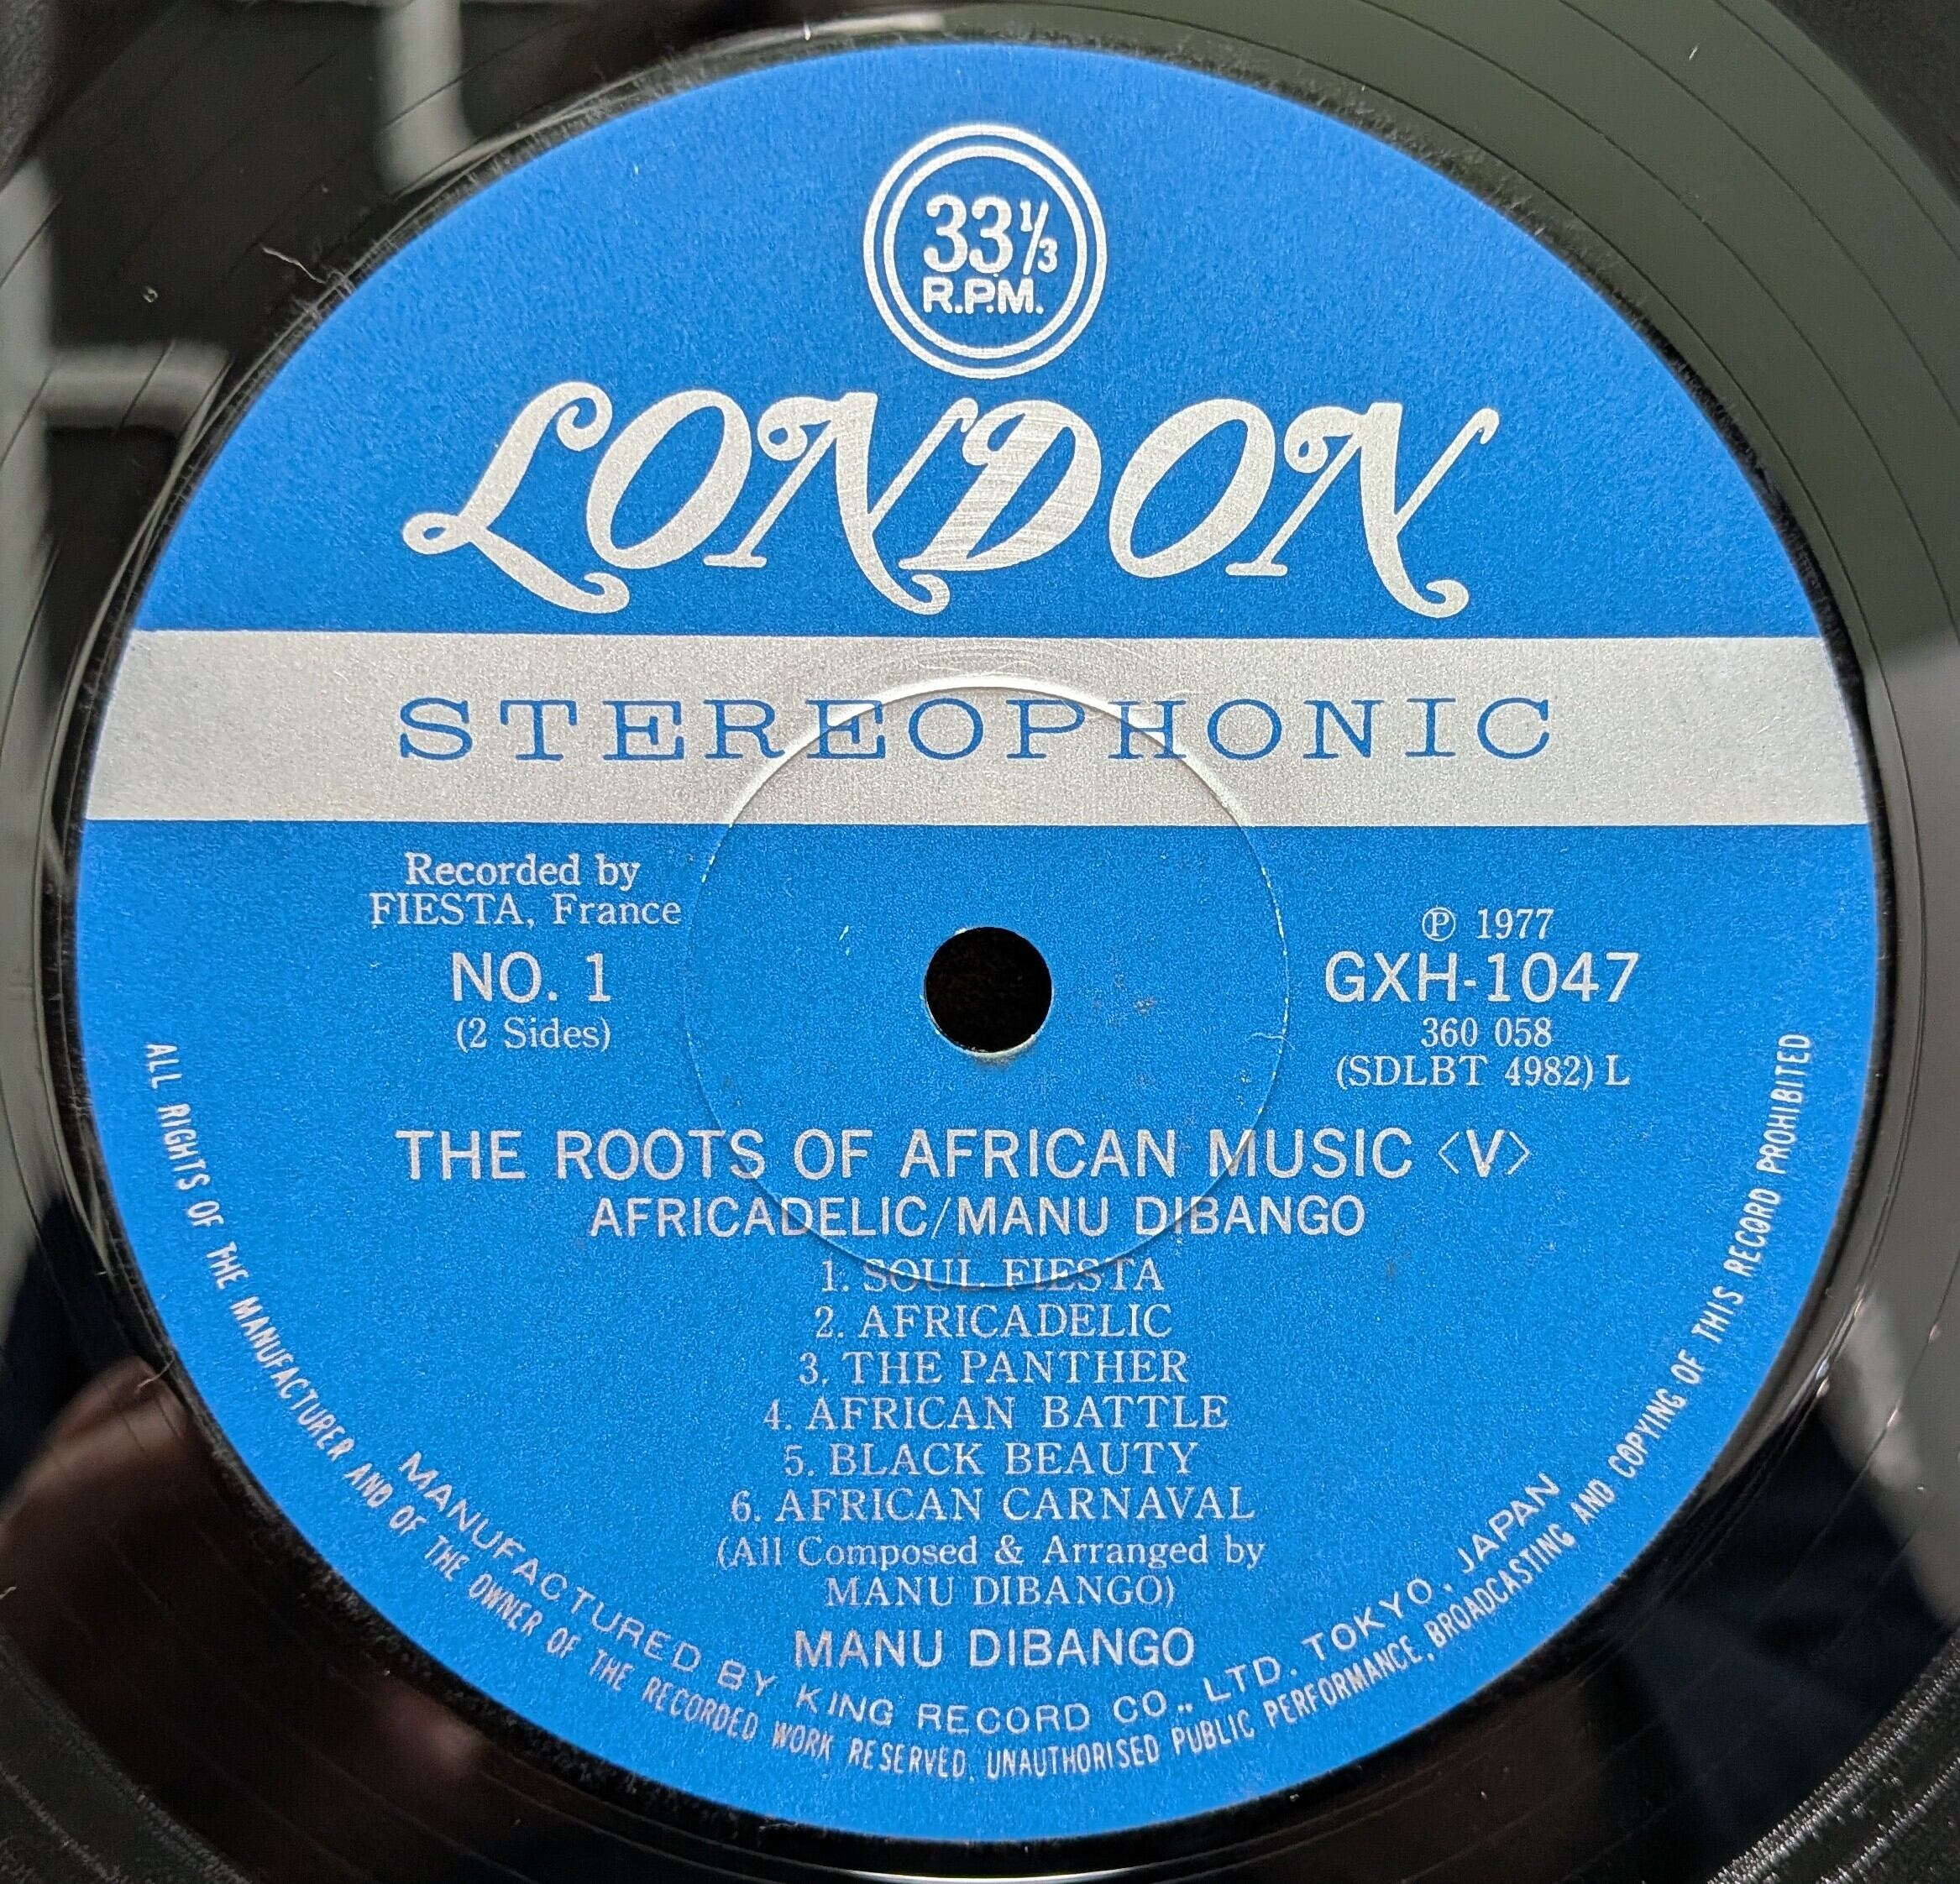 33 1/3
R.P.M.
LONDON
STEREOPHONIC
Recorded by
FIESTA, France
NO. 1
(2 Sides)
℗ 1977
GXH-1047
360 058
(SDLBT 4982) L
THE ROOTS OF AFRICAN MUSIC <V>
AFRICADELIC/MANU DIBANGO
1. SOUL FIESTA
2. AFRICADELIC
3. THE PANTHER
4. AFRICAN BATTLE
5. BLACK BEAUTY
6. AFRICAN CARNAVAL
(All Composed & Arranged by
MANU DIBANGO)
MANU DIBANGO
MANUFACTURED BY KING RECORD CO., LTD. TOKYO, JAPAN
ALL RIGHTS OF THE MANUFACTURER AND OF THE OWNER OF THE RECORDED WORK RESERVED. UNAUTHORISED PUBLIC PERFORMANCE, BROADCASTING AND COPYING OF THIS RECORD PROHIBITED